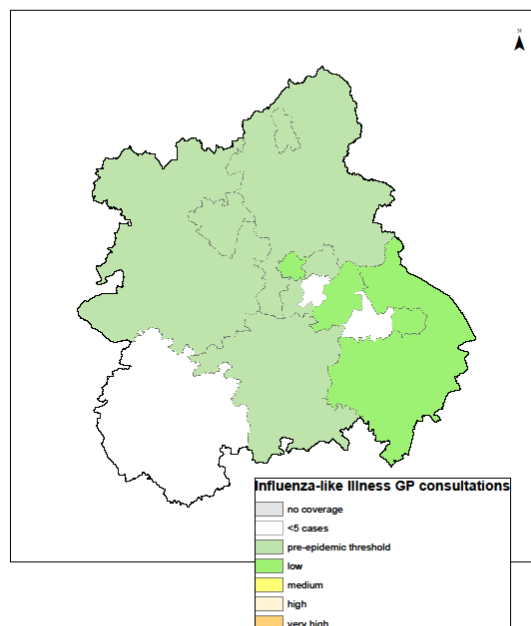 N
Influenza-like Illness GP consultations
no coverage
<5 cases
pre-epidemic threshold
low
medium
high
very high